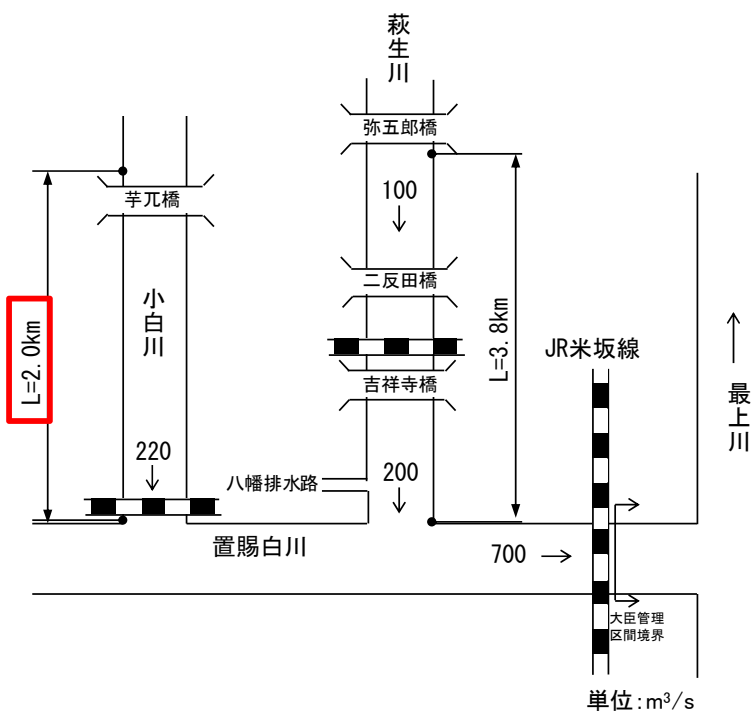 萩生川
弥五郎橋
100
芋兀橋
二反田橋
小白川
L=2.0km
L=3.8km
JR米坂線
吉祥寺橋
最上川
220
八幡排水路
200
置賜白川
700
大臣管理
区間境界
単位:m³/s